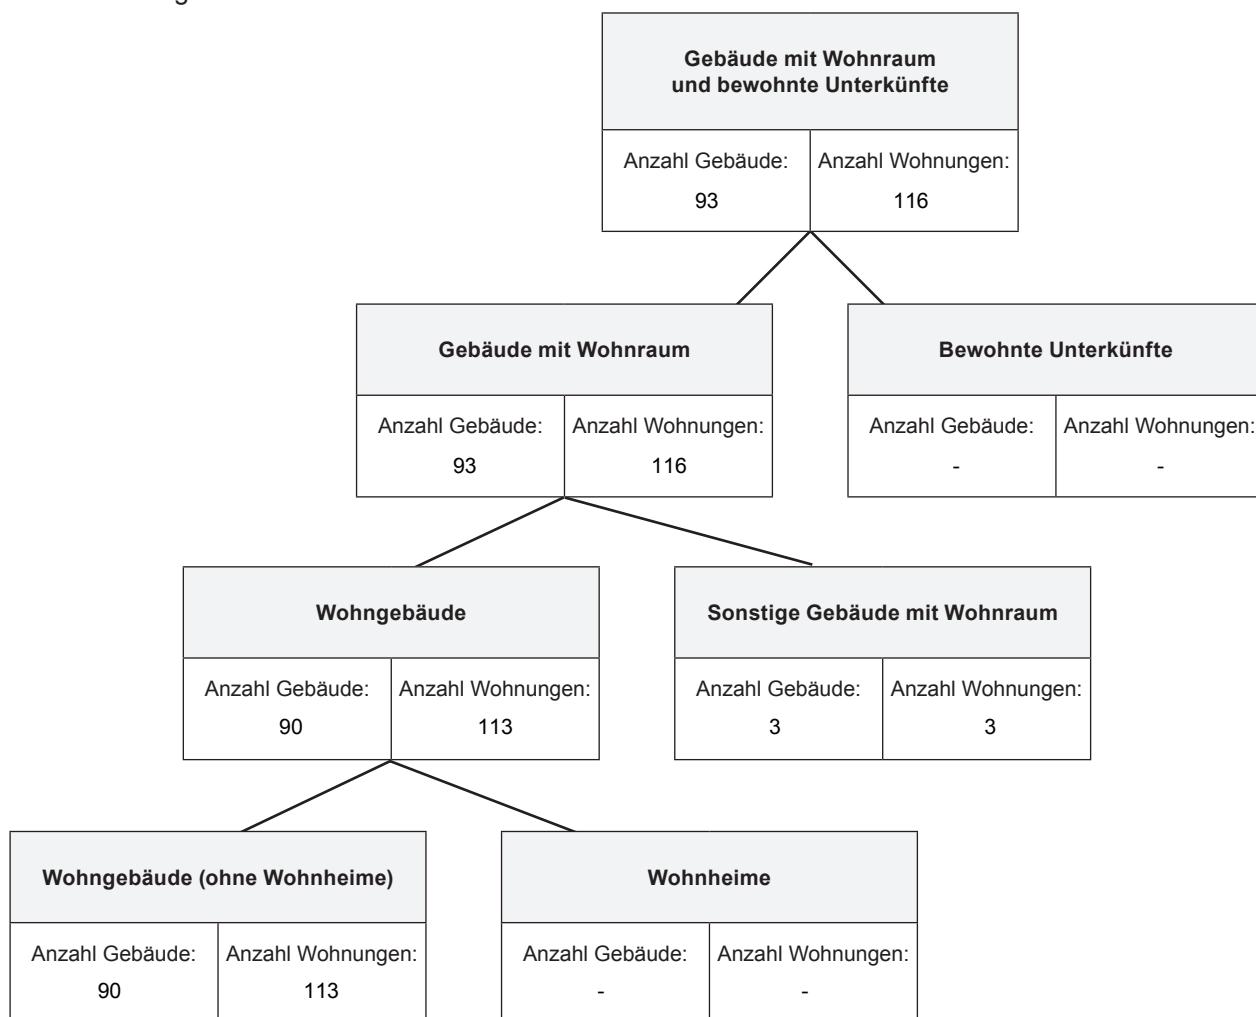 Gebäude mit Wohnraum
und bewohnte Unterkünfte
Anzahl Gebäude: Anzahl Wohnungen:
93 116
Gebäude mit Wohnraum Bewohnte Unterkünfte
Anzahl Gebäude: Anzahl Wohnungen: Anzahl Gebäude: Anzahl Wohnungen:
93 116 - -
Wohngebäude Sonstige Gebäude mit Wohnraum
Anzahl Gebäude: Anzahl Wohnungen: Anzahl Gebäude: Anzahl Wohnungen:
90 113 3 3
Wohngebäude (ohne Wohnheime) Wohnheime
Anzahl Gebäude: Anzahl Wohnungen: Anzahl Gebäude: Anzahl Wohnungen:
90 113 - -